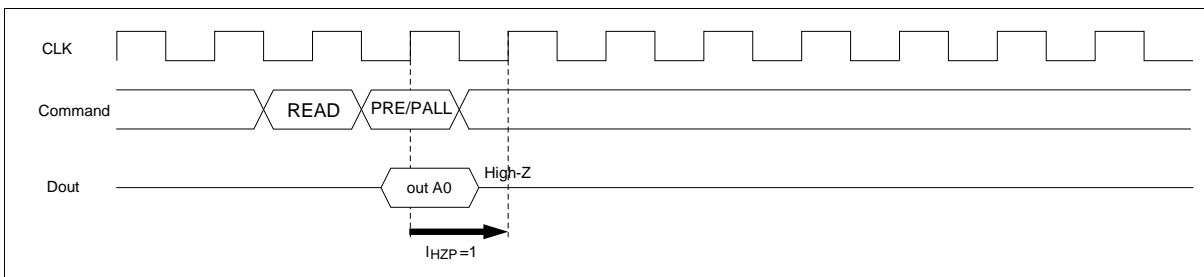 CLK
Command
READ
PRE/PALL
Dout
out A0
High-Z
lHZP=1